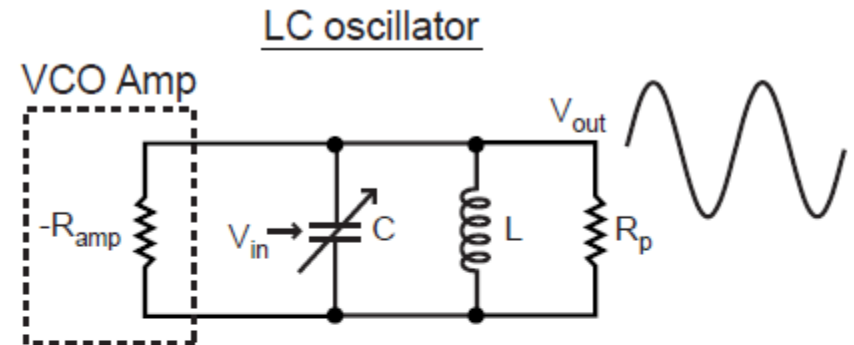 LC oscillator
VCO Amp
Vout
-Ramp
Vin
C
L
Rp